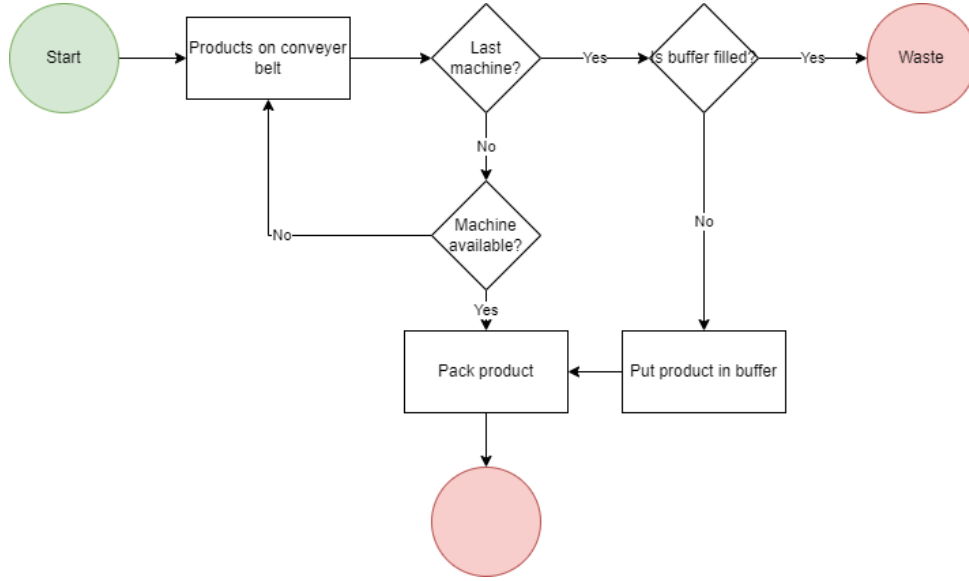 Start
Products on conveyer
belt
Last
machine?
Yes
Is buffer filled?
Yes
Waste
No
Machine
available?
No
No
Yes
Pack product
Put product in buffer